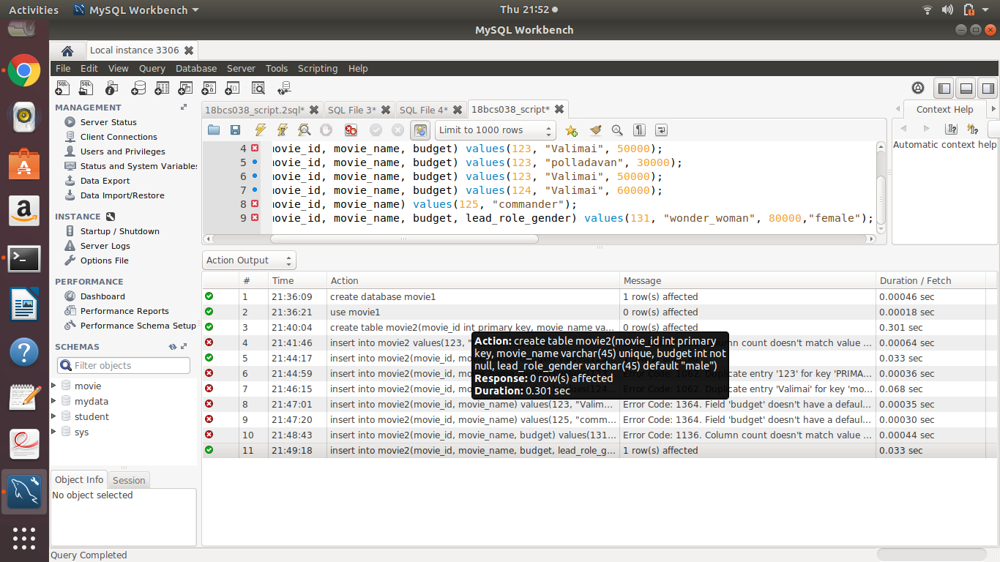 Activities MySQL Workbench Thu 21:52
MySQL Workbench
Local instance 3306
File Edit View Query Database Server Tools Scripting Help
MANAGEMENT
Server Status
Client Connections
Users and Privileges
Status and System Variables
Data Export
Data Import/Restore
INSTANCE
Startup / Shutdown
Server Logs
Options File
PERFORMANCE
Dashboard
Performance Reports
Performance Schema Setup
SCHEMAS
Filter objects
movie
mydata
student
sys
Object Info Session
No object selected
18bcs038_script.2sql* SQL File 3* SQL File 4* 18bcs038_script*
Limit to 1000 rows
4 movie_id, movie_name, budget) values(123, "Valimai", 50000);
5 movie_id, movie_name, budget) values(123, "polladavan", 30000);
6 movie_id, movie_name, budget) values(123, "Valimai", 50000);
7 movie_id, movie_name, budget) values(124, "Valimai", 60000);
8 movie_id, movie_name) values(125, "commander");
9 movie_id, movie_name, budget, lead_role_gender) values(131, "wonder_woman", 80000,"female");
Context Help
Automatic context help
Action Output
# Time Action Message Duration / Fetch
1 21:36:09 create database movie1 1 row(s) affected 0.00046 sec
2 21:36:21 use movie1 0 row(s) affected 0.00018 sec
3 21:40:04 create table movie2(movie_id int primary key, movie_name va... 0 row(s) affected 0.301 sec
4 21:41:46 insert into movie2 values(123, " column count doesn't match value ... 0.00064 sec
5 21:44:17 insert into movie2(movie_id, mo 0.033 sec
6 21:44:59 insert into movie2(movie_id, mo Error Code: 1062. Duplicate entry '123' for key 'PRIMA... 0.00036 sec
7 21:46:15 insert into movie2(movie_id, mo Error Code: 1062. Duplicate entry 'Valimai' for key 'mo... 0.068 sec
8 21:47:01 insert into movie2(movie_id, movie_name) values(123, "Valim... Error Code: 1364. Field 'budget' doesn't have a defaul... 0.00035 sec
9 21:47:20 insert into movie2(movie_id, movie_name) values(125, "comm... Error Code: 1364. Field 'budget' doesn't have a defaul... 0.00030 sec
10 21:48:43 insert into movie2(movie_id, movie_name, budget) values(131... Error Code: 1136. Column count doesn't match value ... 0.00044 sec
11 21:49:18 insert into movie2(movie_id, movie_name, budget, lead_role_g... 1 row(s) affected 0.033 sec
Action: create table movie2(movie_id int primary
key, movie_name varchar(45) unique, budget int not
null, lead_role_gender varchar(45) default "male")
Response: 0 row(s) affected
Duration: 0.301 sec
Query Completed